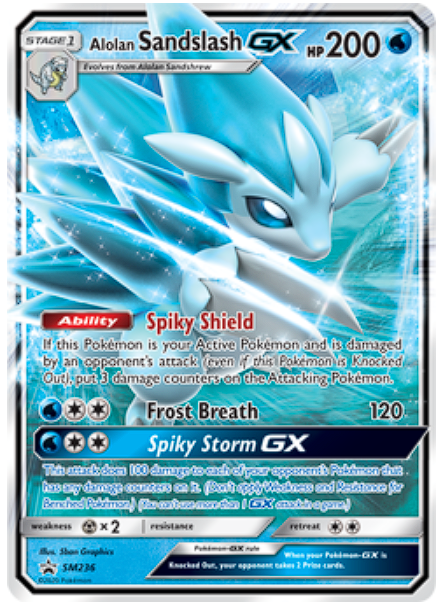 STAGE 1 Alolan Sandslash GX HP 200
Evolves from Alolan Sandshrew
Ability Spiky Shield
If this Pokémon is your Active Pokémon and is damaged
by an opponent's attack (even if this Pokémon is Knocked
Out), put 3 damage counters on the Attacking Pokémon.
Frost Breath 120
Spiky Storm GX
This attack does 100 damage to each of your opponent's Pokémon that
has any damage counters on it. (Don't apply Weakness and Resistance for
Benched Pokémon.) (You can't use more than 1 GX attack in a game.)
weakness ×2 resistance retreat
Illus. 5ban Graphics
Pokémon-GX rule
When your Pokémon-GX is
Knocked Out, your opponent takes 2 Prize cards.
SM236
©2020 Pokémon